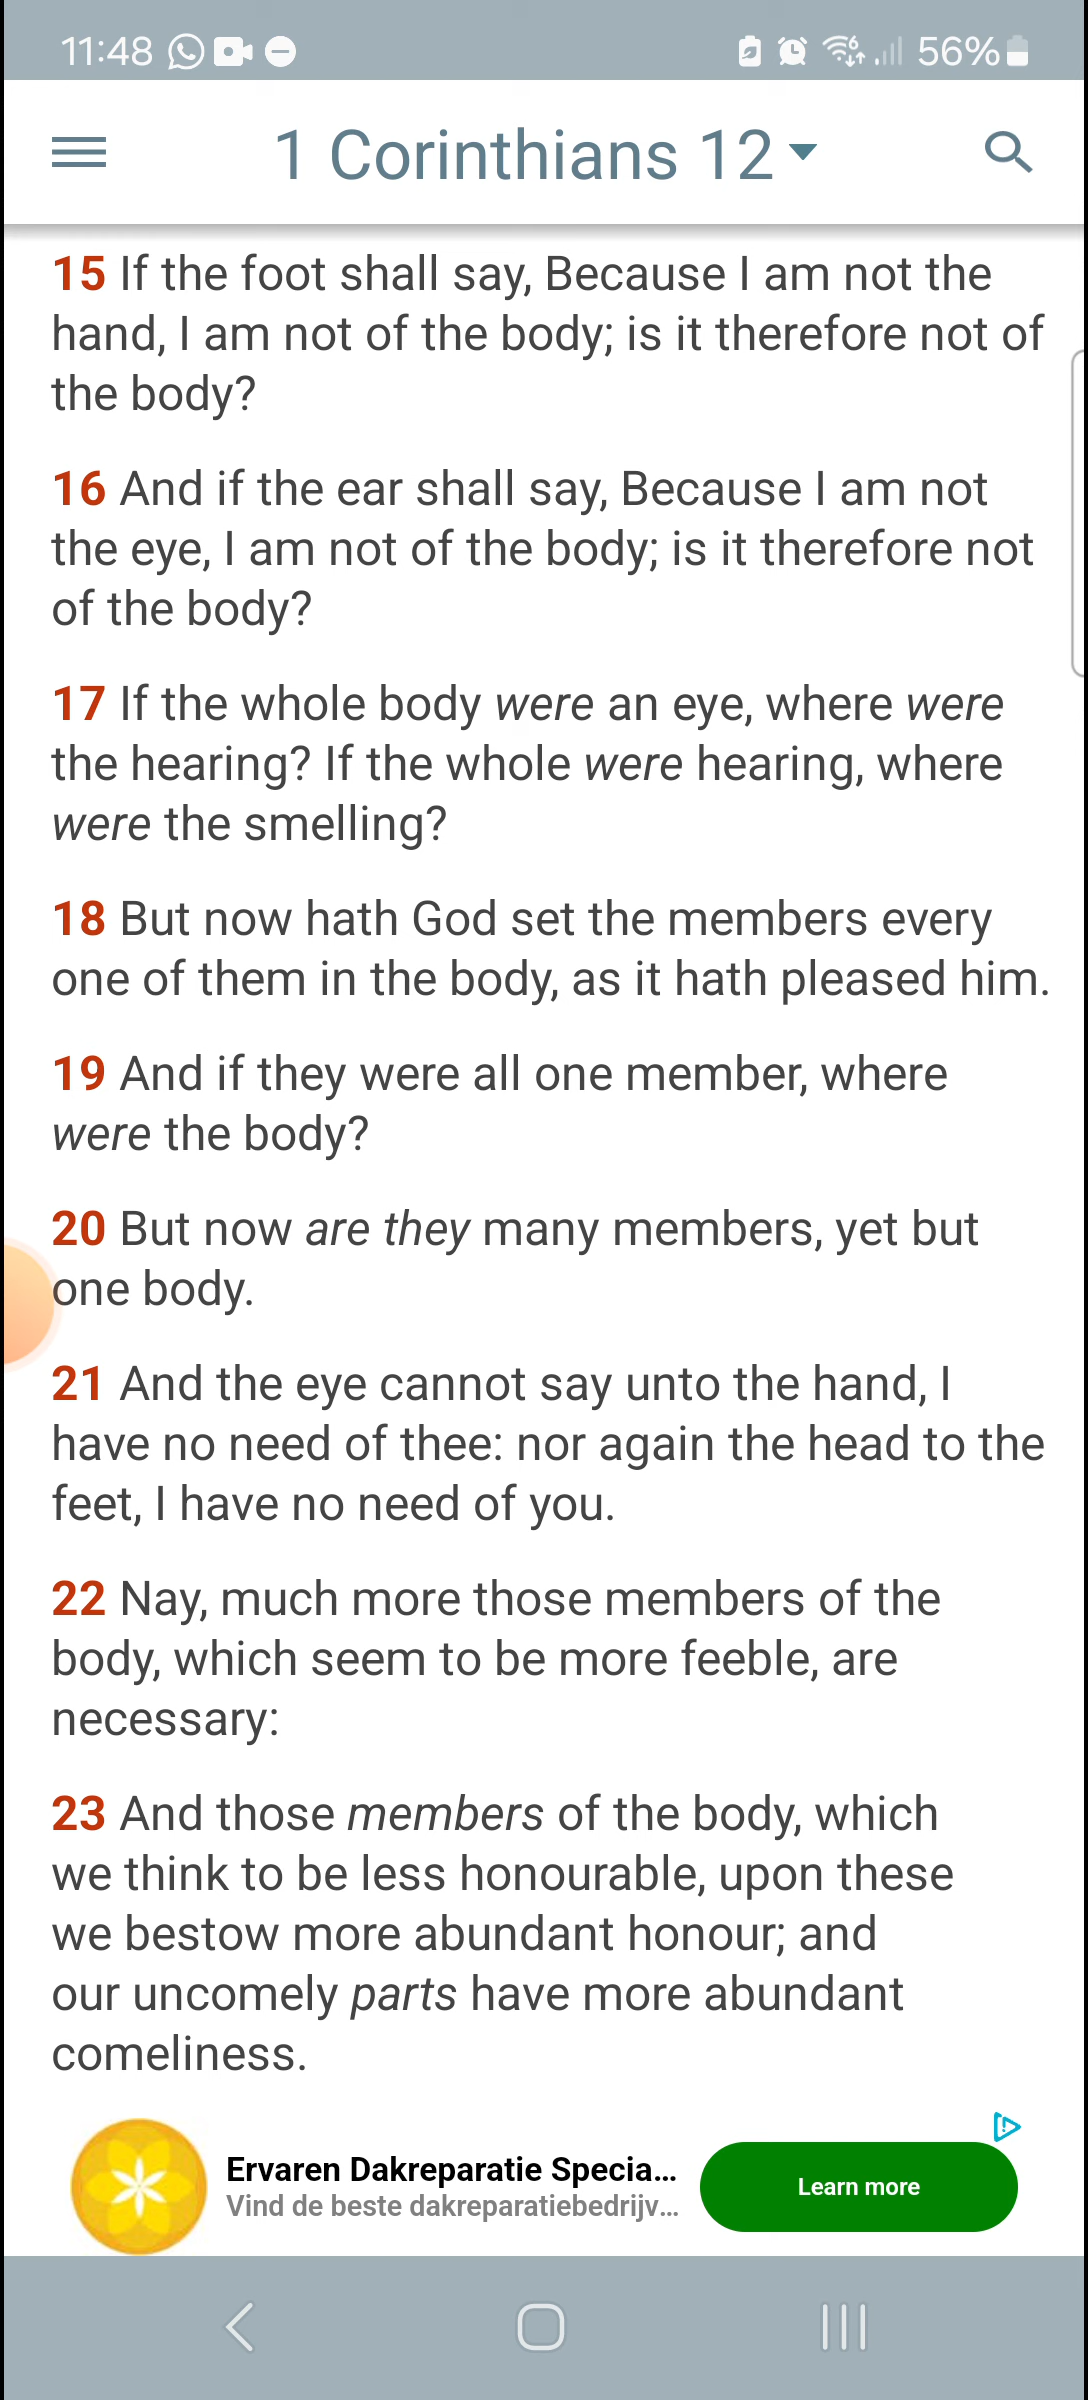 11:48 56%
1 Corinthians 12
15 If the foot shall say, Because I am not the
hand, I am not of the body; is it therefore not of
the body?
16 And if the ear shall say, Because I am not
the eye, I am not of the body; is it therefore not
of the body?
17 If the whole body were an eye, where were
the hearing? If the whole were hearing, where
were the smelling?
18 But now hath God set the members every
one of them in the body, as it hath pleased him.
19 And if they were all one member, where
were the body?
20 But now are they many members, yet but
one body.
21 And the eye cannot say unto the hand, I
have no need of thee: nor again the head to the
feet, I have no need of you.
22 Nay, much more those members of the
body, which seem to be more feeble, are
necessary:
23 And those members of the body, which
we think to be less honourable, upon these
we bestow more abundant honour; and
our uncomely parts have more abundant
comeliness.
Ervaren Dakreparatie Specia...
Vind de beste dakreparatiebedrijv...
Learn more